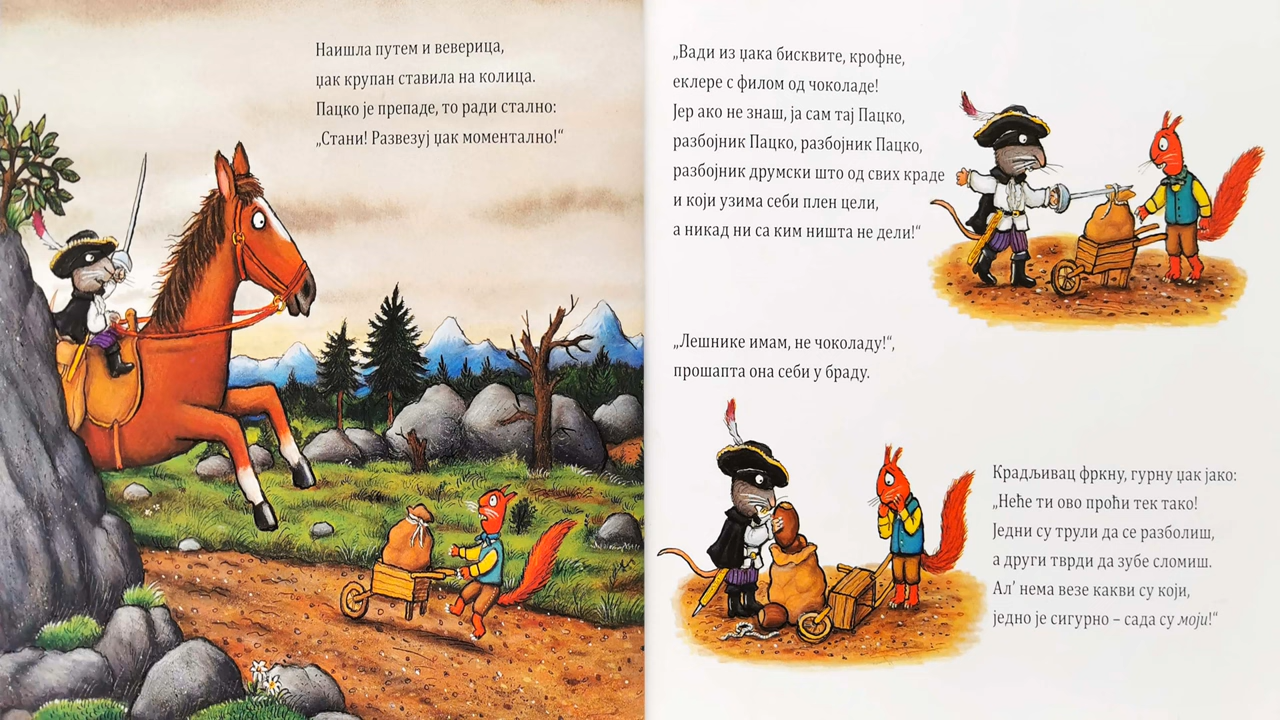 Наишла путем и веверица,
џак крупан ставила на колица.
Пацко је препаде, то ради стално:
„Стани! Развезуј џак моментално!“
„Вади из џака бисквите, крофне,
еклере с филом од чоколаде!
Јер ако не знаш, ја сам тај Пацко,
разбојник Пацко, разбојник Пацко,
разбојник друмски што од свих краде
и који узима себи плен цели,
а никад ни са ким ништа не дели!“
„Лешнике имам, не чоколаду!“,
прошапта она себи у браду.
Крадљивац фркну, гурну џак јако:
„Неће ти ово проћи тек тако!
Једни су трули да се разболиш,
а други тврди да зубе сломиш.
Ал’ нема везе какви су који,
једно је сигурно – сада су моји!“